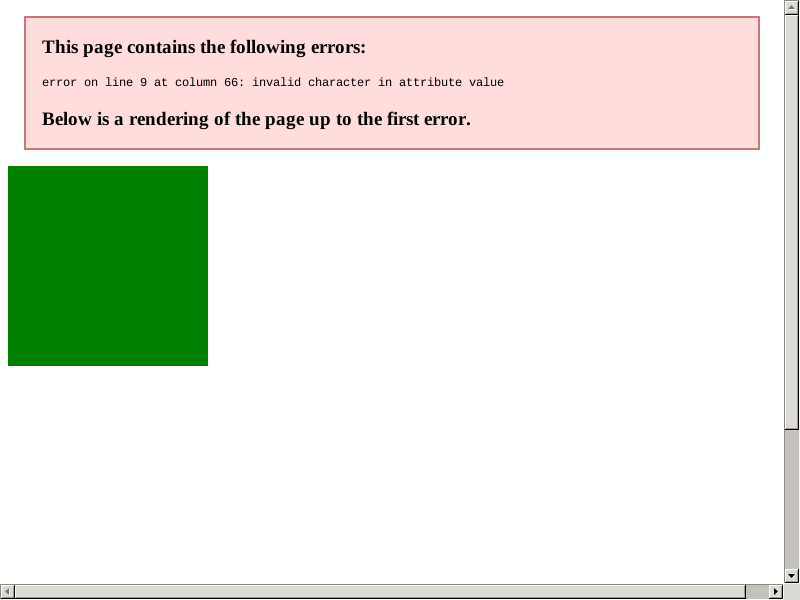 This page contains the following errors:
error on line 9 at column 66: invalid character in attribute value
Below is a rendering of the page up to the first error.